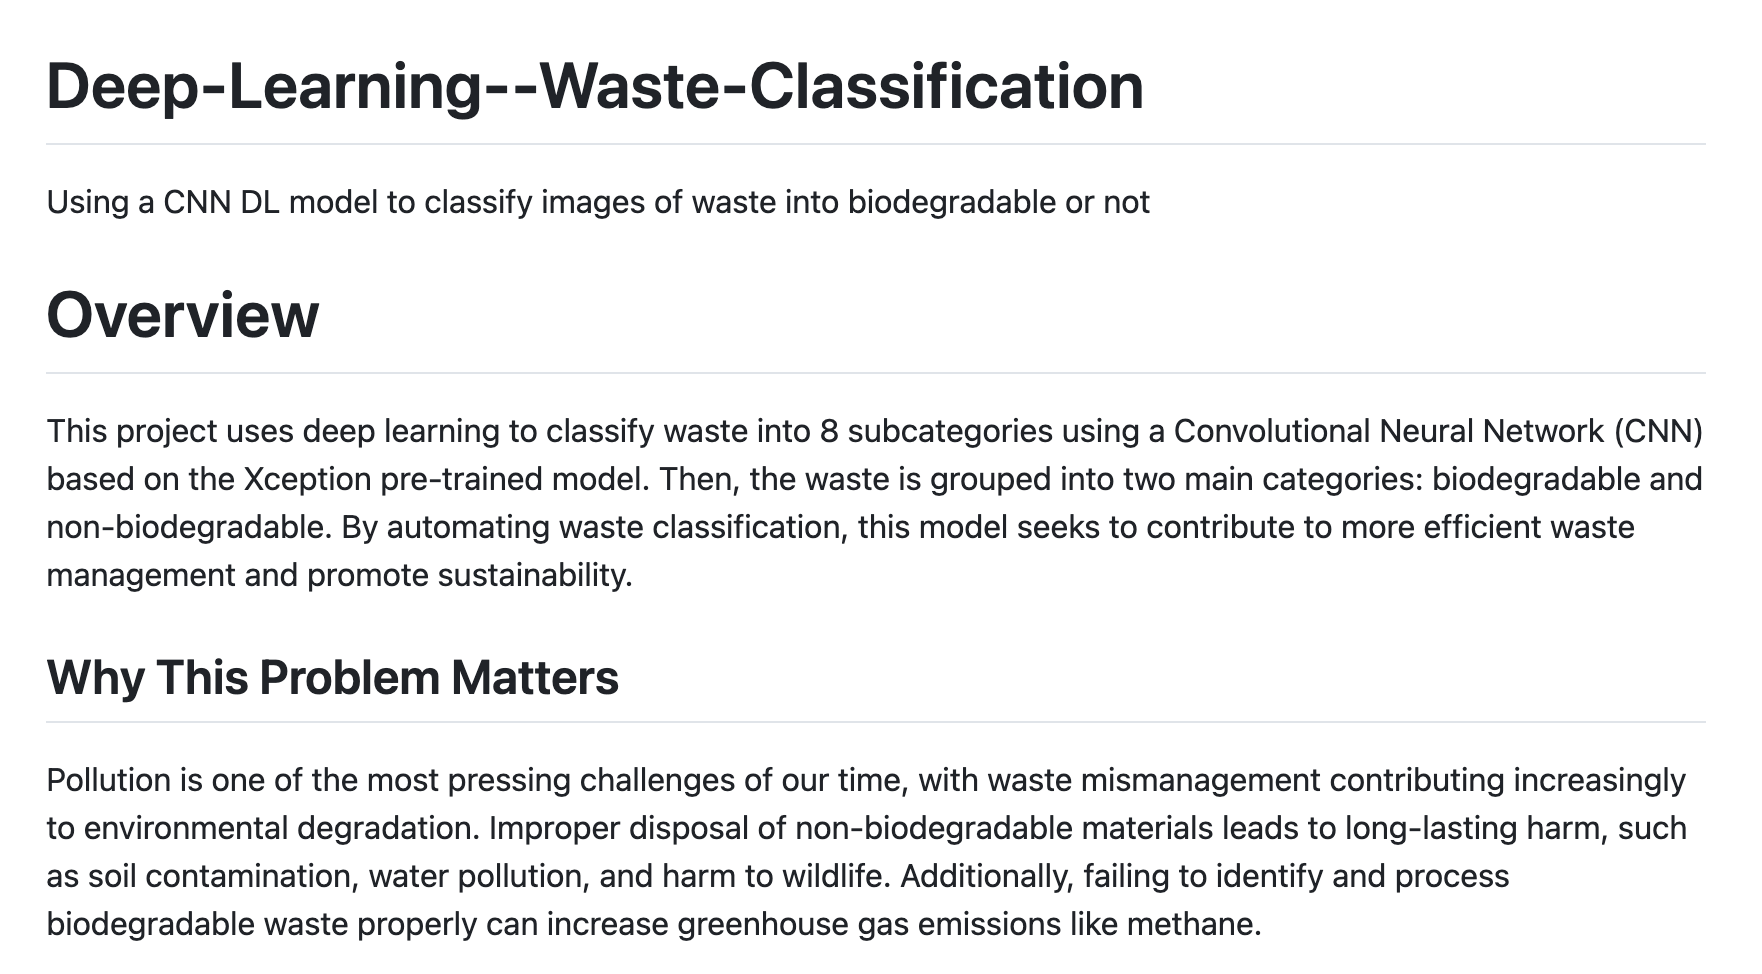 Deep-Learning--Waste-Classification
Using a CNN DL model to classify images of waste into biodegradable or not
Overview
This project uses deep learning to classify waste into 8 subcategories using a Convolutional Neural Network (CNN)
based on the Xception pre-trained model. Then, the waste is grouped into two main categories: biodegradable and
non-biodegradable. By automating waste classification, this model seeks to contribute to more efficient waste
management and promote sustainability.
Why This Problem Matters
Pollution is one of the most pressing challenges of our time, with waste mismanagement contributing increasingly
to environmental degradation. Improper disposal of non-biodegradable materials leads to long-lasting harm, such
as soil contamination, water pollution, and harm to wildlife. Additionally, failing to identify and process
biodegradable waste properly can increase greenhouse gas emissions like methane.